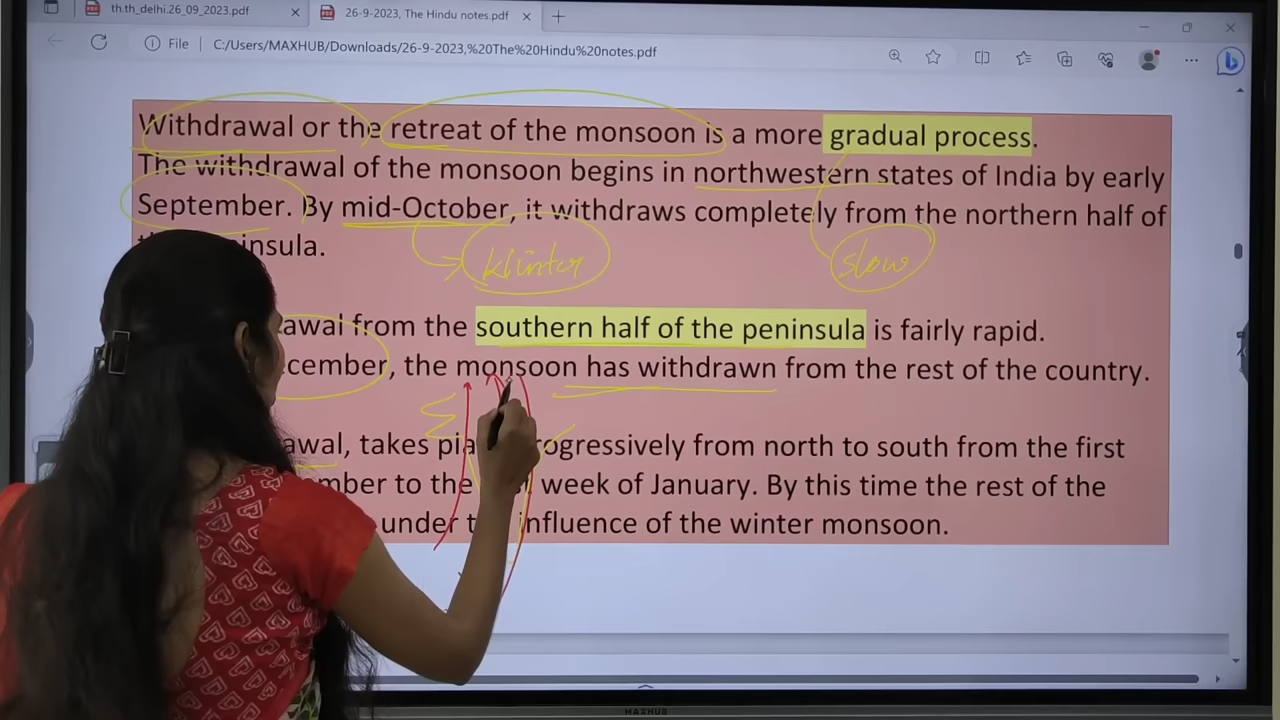 th.th_delhi.26_09_2023.pdf
26-9-2023, The Hindu notes.pdf
File C:/Users/MAXHUB/Downloads/26-9-2023,%20The%20Hindu%20notes.pdf
Withdrawal or the retreat of the monsoon is a more gradual process.
The withdrawal of the monsoon begins in northwestern states of India by early
September. By mid-October, it withdraws completely from the northern half of
insula.
klinter
slow
awal from the southern half of the peninsula is fairly rapid.
cember, the monsoon has withdrawn from the rest of the country.
awal, takes progressively from north to south from the first
mber to the week of January. By this time the rest of the
under influence of the winter monsoon.
MAXHUB